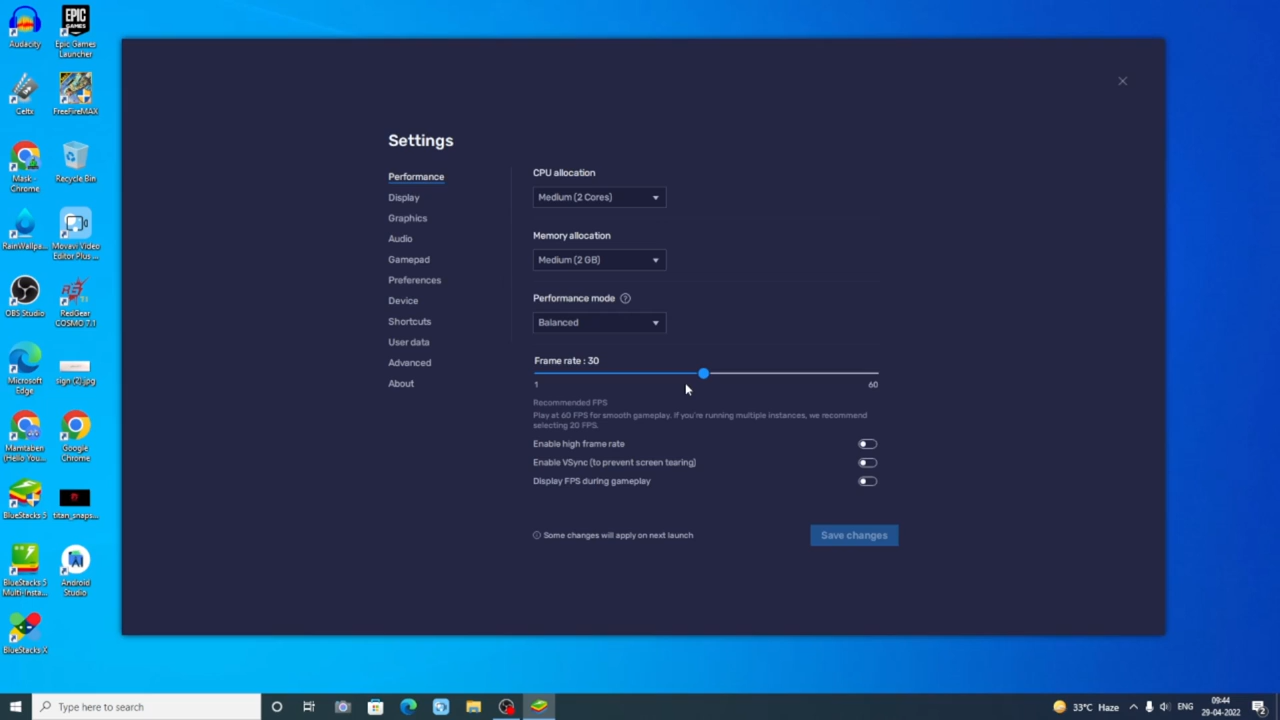 Audacity
Epic Games
Launcher
Celtx
FreeFireMAX
Mask -
Chrome
Recycle Bin
RainWallpa...
Movavi Video
Editor Plus ...
OBS Studio
RedGear
COSMO 7,1
Microsoft
Edge
sign (2).jpg
Mamtaben
(Hello You...
Google
Chrome
BlueStacks 5
titan_snaps...
BlueStacks 5
Multi-Insta...
Android
Studio
BlueStacks X
Settings
Performance
Display
Graphics
Audio
Gamepad
Preferences
Device
Shortcuts
User data
Advanced
About
CPU allocation
Medium (2 Cores)
Memory allocation
Medium (2 GB)
Performance mode ?
Balanced
Frame rate : 30
1 60
Recommended FPS
Play at 60 FPS for smooth gameplay. If you're running multiple instances, we recommend
selecting 20 FPS.
Enable high frame rate
Enable VSync (to prevent screen tearing)
Display FPS during gameplay
Some changes will apply on next launch
Save changes
Type here to search
33°C Haze
ENG
09:44
29-04-2022
2